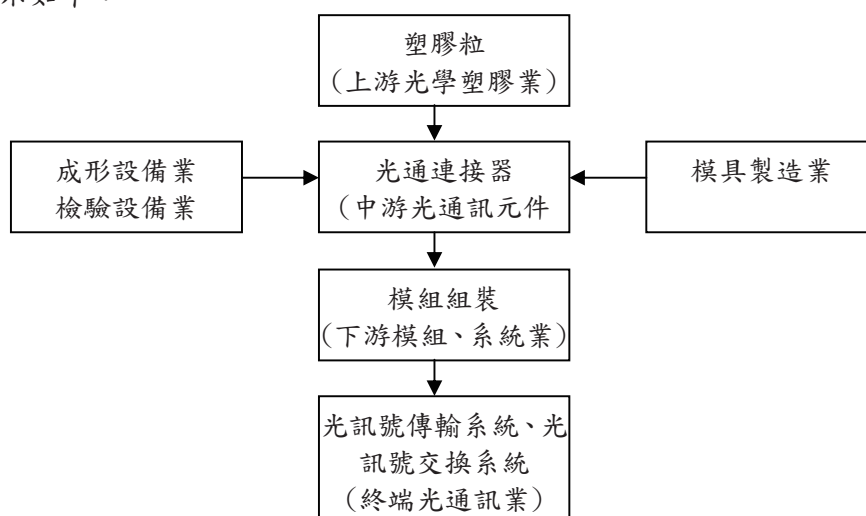 塑膠粒
(上游光學塑膠業)
成形設備業
檢驗設備業
光通連接器
(中游光通訊元件
模具製造業
模組組裝
(下游模組、系統業)
光訊號傳輸系統、光
訊號交換系統
(終端光通訊業)